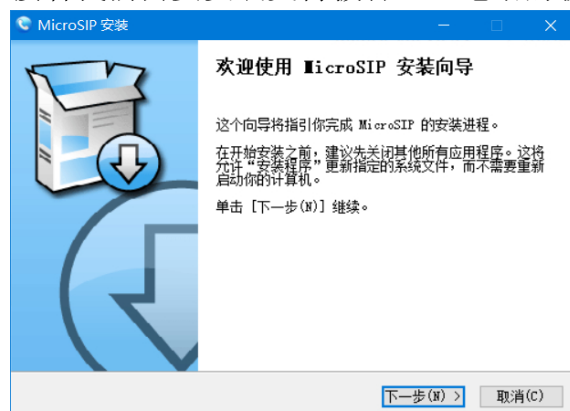 MicroSIP 安装
欢迎使用 MicroSIP 安装向导
这个向导将指引你完成 MicroSIP 的安装进程。
在开始安装之前，建议先关闭其他所有应用程序。这将
允许“安装程序”更新指定的系统文件，而不需要重新
启动你的计算机。
单击 [下一步(N)] 继续。
下一步(N) >
取消(C)